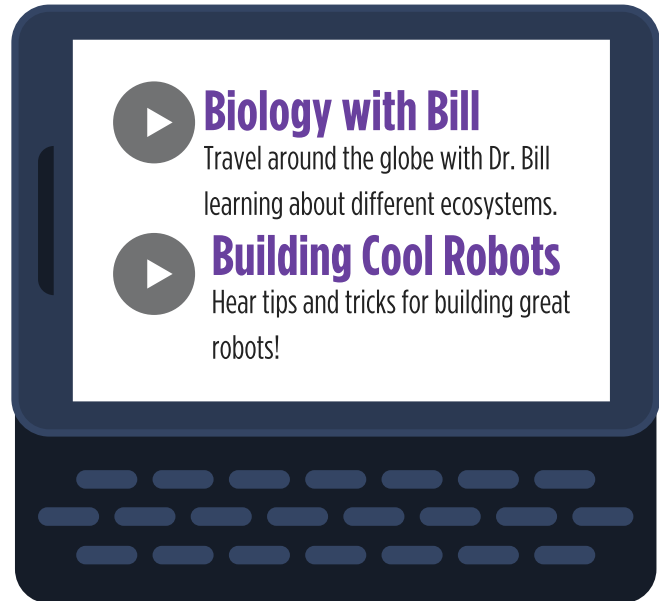 Biology with Bill
Travel around the globe with Dr. Bill
learning about different ecosystems.
Building Cool Robots
Hear tips and tricks for building great
robots!